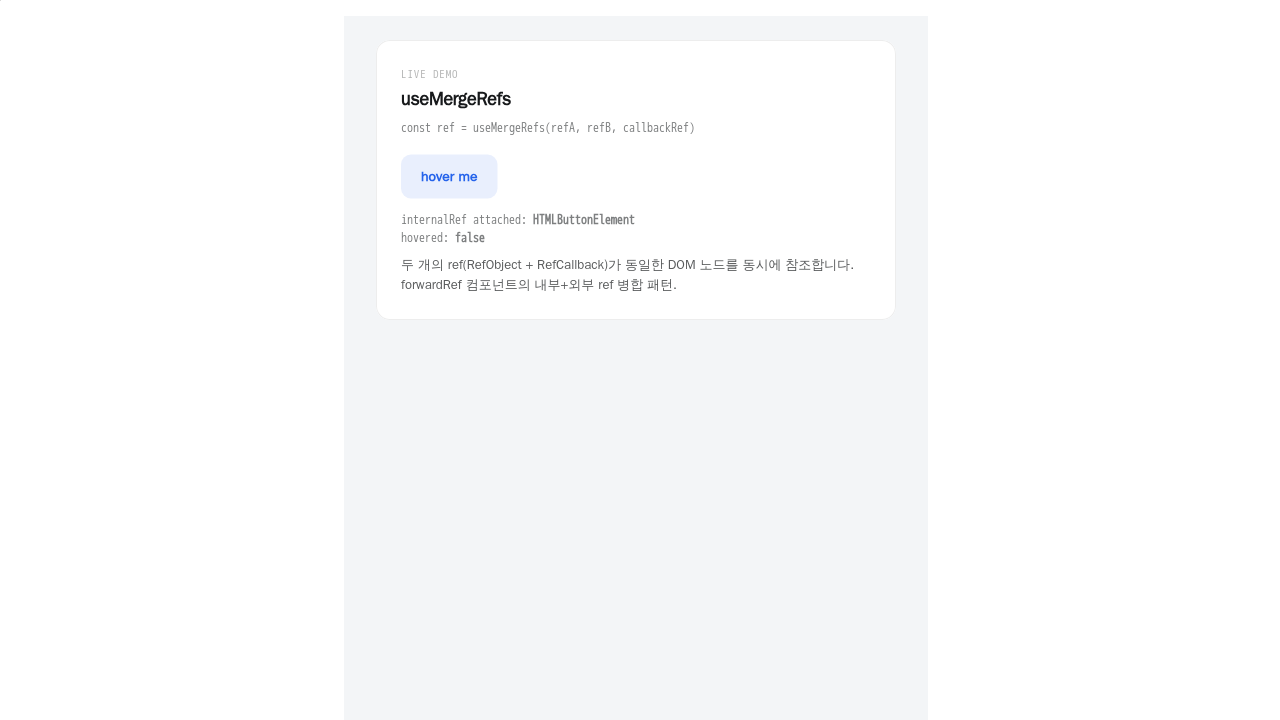 LIVE DEMO
useMergeRefs
const ref = useMergeRefs(refA, refB, callbackRef)
hover me
internalRef attached: HTMLButtonElement
hovered: false
두 개의 ref(RefObject + RefCallback)가 동일한 DOM 노드를 동시에 참조합니다.
forwardRef 컴포넌트의 내부+외부 ref 병합 패턴.